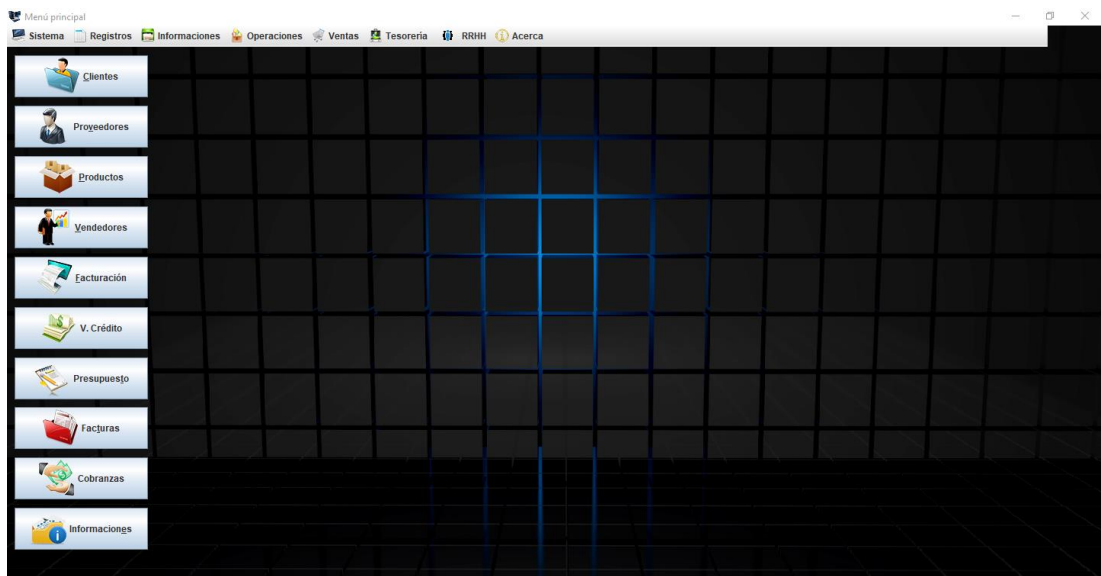 Menú principal
Sistema Registros Informaciones Operaciones Ventas Tesoreria RRHH Acerca
Clientes
Proveedores
Productos
Vendedores
Facturación
V. Crédito
Presupuesto
Facturas
Cobranzas
Informaciones